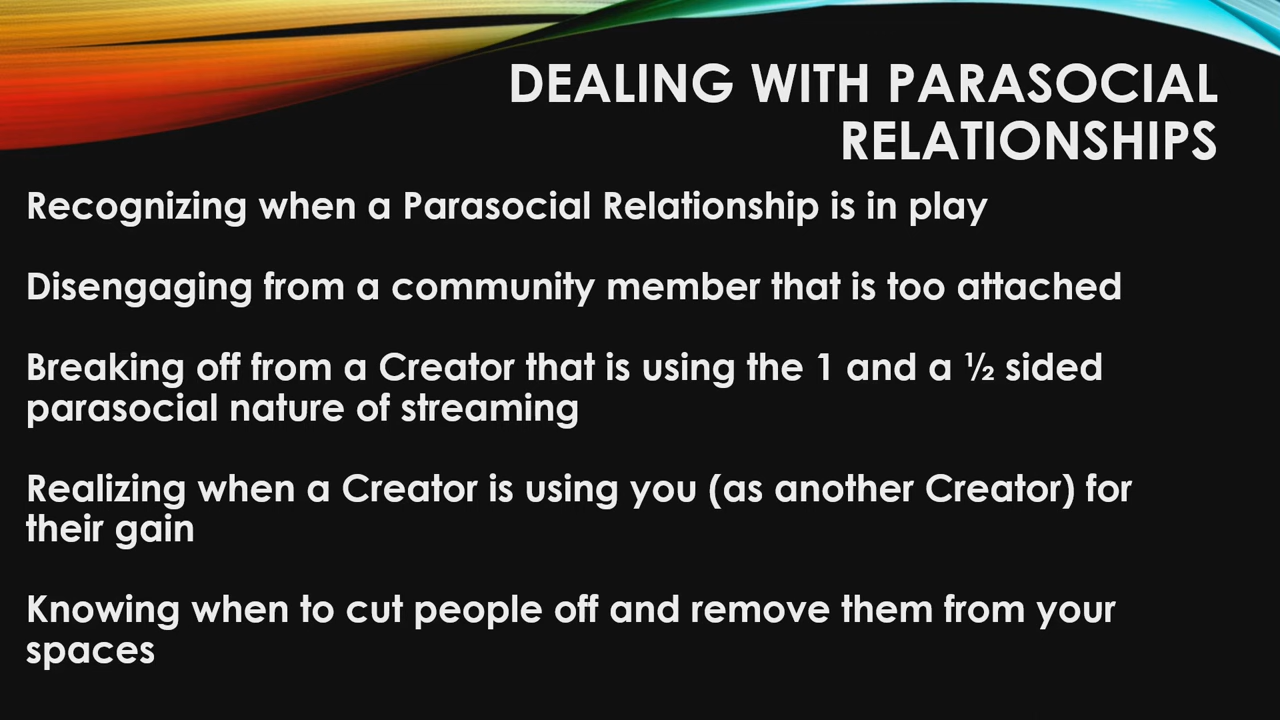 DEALING WITH PARASOCIAL
RELATIONSHIPS
Recognizing when a Parasocial Relationship is in play
Disengaging from a community member that is too attached
Breaking off from a Creator that is using the 1 and a ½ sided
parasocial nature of streaming
Realizing when a Creator is using you (as another Creator) for
their gain
Knowing when to cut people off and remove them from your
spaces